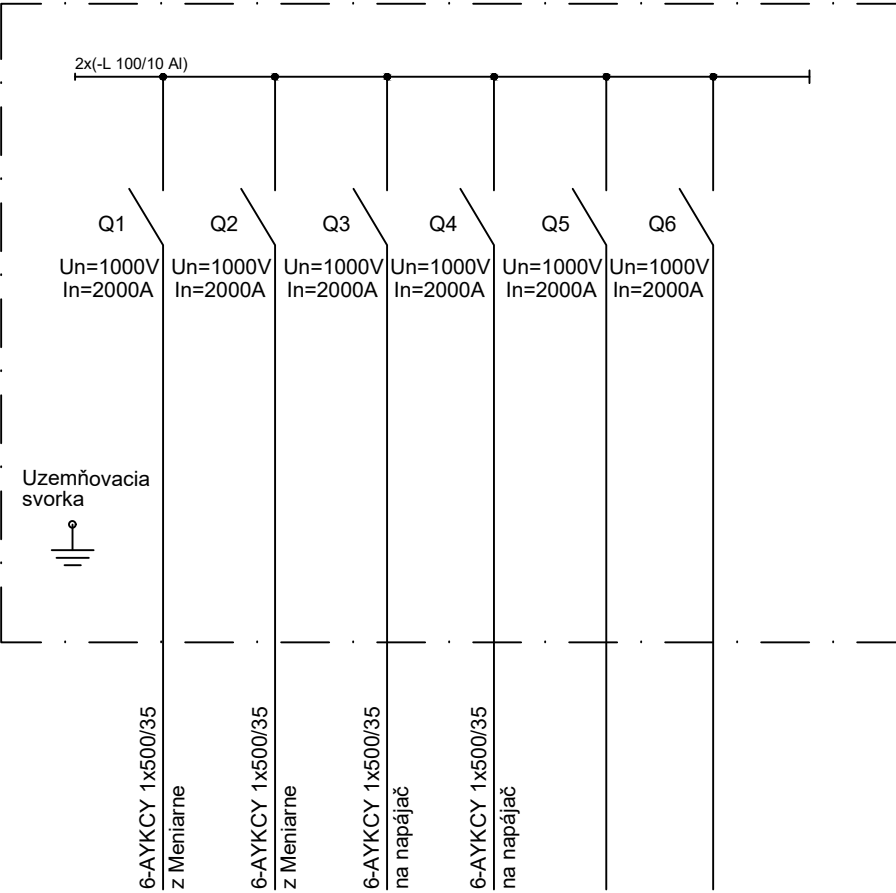 2x(-L 100/10 Al)
Q1
Q2
Q3
Q4
Q5
Q6
Un=1000V
In=2000A
Un=1000V
In=2000A
Un=1000V
In=2000A
Un=1000V
In=2000A
Un=1000V
In=2000A
Un=1000V
In=2000A
Uzemňovacia
svorka
6-AYKCY 1x500/35
z Meniarne
6-AYKCY 1x500/35
z Meniarne
6-AYKCY 1x500/35
na napájač
6-AYKCY 1x500/35
na napájač